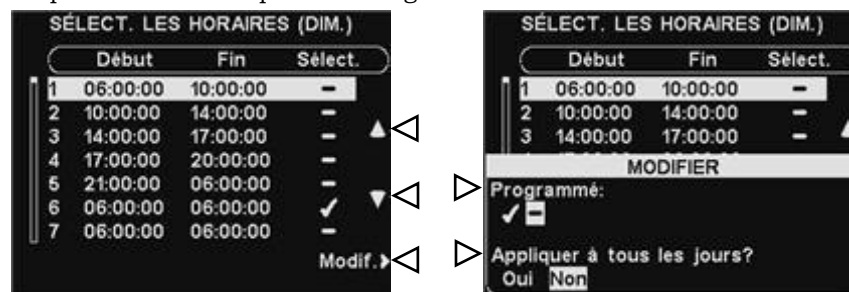 SÉLECT. LES HORAIRES (DIM.)
Début Fin Sélect.
1 06:00:00 10:00:00 –
2 10:00:00 14:00:00 –
3 14:00:00 17:00:00 –
4 17:00:00 20:00:00 –
5 21:00:00 06:00:00 –
6 06:00:00 06:00:00 ✓
7 06:00:00 06:00:00 –
Modif.
SÉLECT. LES HORAIRES (DIM.)
Début Fin Sélect.
1 06:00:00 10:00:00 –
2 10:00:00 14:00:00 –
3 14:00:00 17:00:00 –
MODIFIER
Programmé:
✓ –
Appliquer à tous les jours?
Oui Non